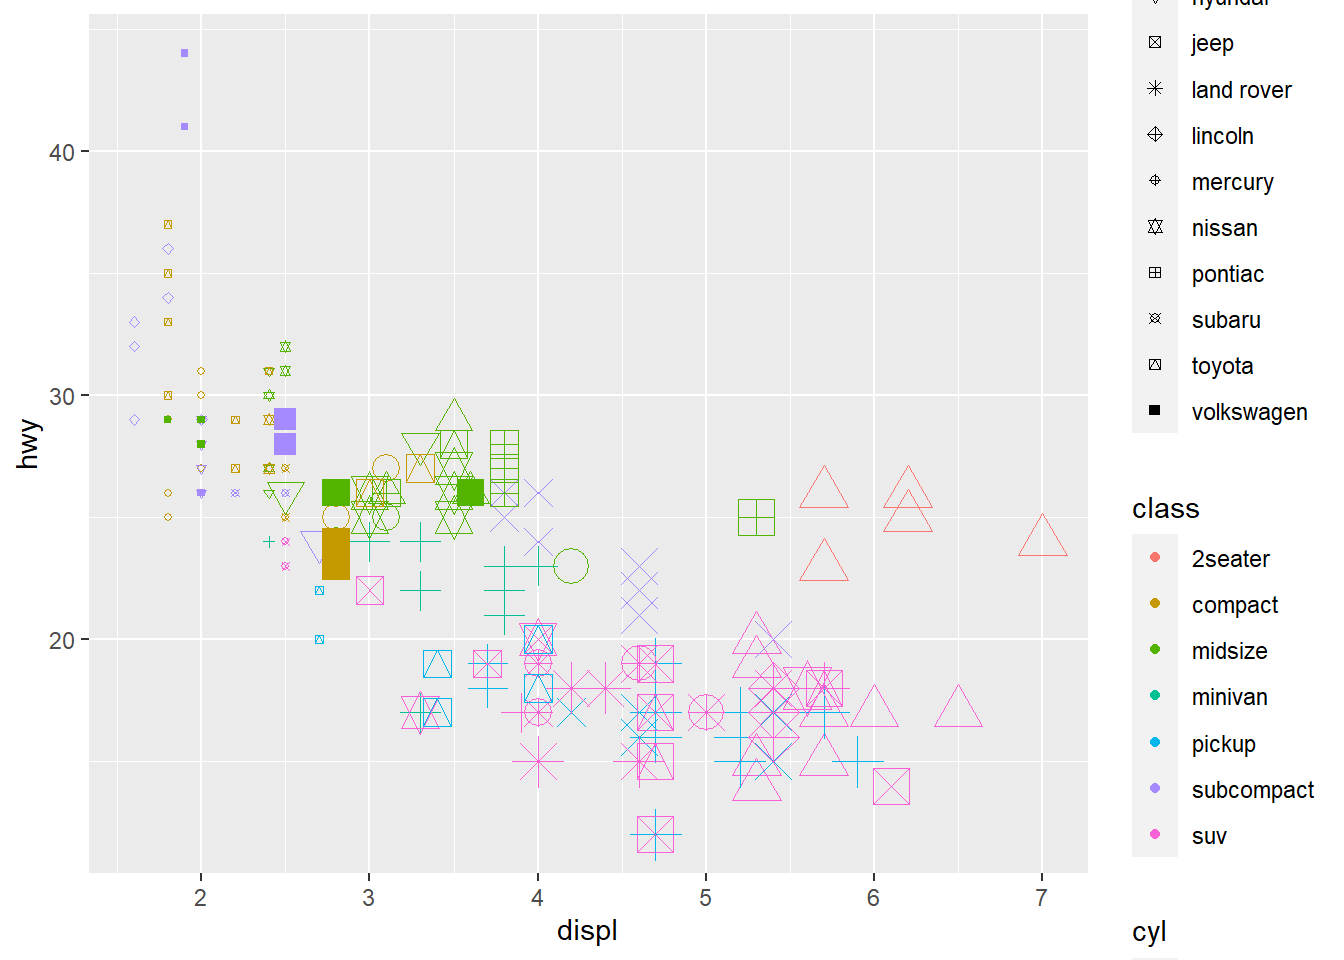 hyundai
jeep
land rover
lincoln
mercury
nissan
pontiac
subaru
toyota
volkswagen
class
2seater
compact
midsize
minivan
pickup
subcompact
suv
cyl
40
30
20
hwy
2 3 4 5 6 7
displ